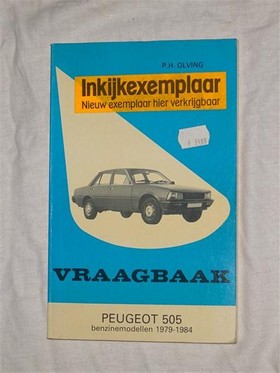 P.H. OLVING
Inkijkexemplaar
Nieuw exemplaar hier verkrijgbaar
VRAAGBAAK
PEUGEOT 505
benzinemodellen 1979-1984